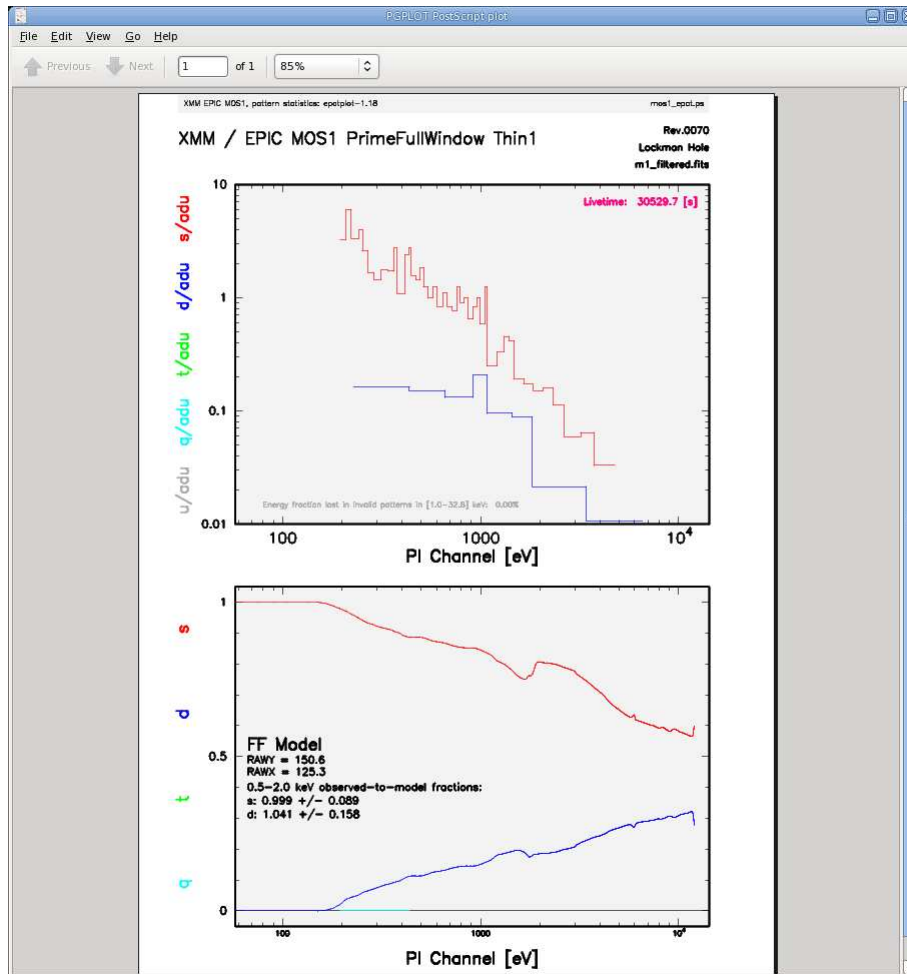 PGPLOT PostScript plot
File Edit View Go Help
Previous Next 1 of 1 85%
XMM EPIC MOS1, pattern statistics: epatplot-1.18 mos1_epat.ps
XMM / EPIC MOS1 PrimeFullWindow Thin1
Rev.0070
Lockman Hole
m1_filtered.fits
u/adu q/adu t/adu d/adu s/adu
10
1
0.1
0.01
Livetime: 30529.7 [s]
Energy fraction lost in invalid patterns in [1.0-32.6] keV: 0.00%
100 1000 10⁴
PI Channel [eV]
q t d s
1
0.5
0
FF Model
RAWY = 150.6
RAWX = 125.3
0.5-2.0 keV observed-to-model fractions:
s: 0.999 +/- 0.089
d: 1.041 +/- 0.158
100 1000 10⁴
PI Channel [eV]